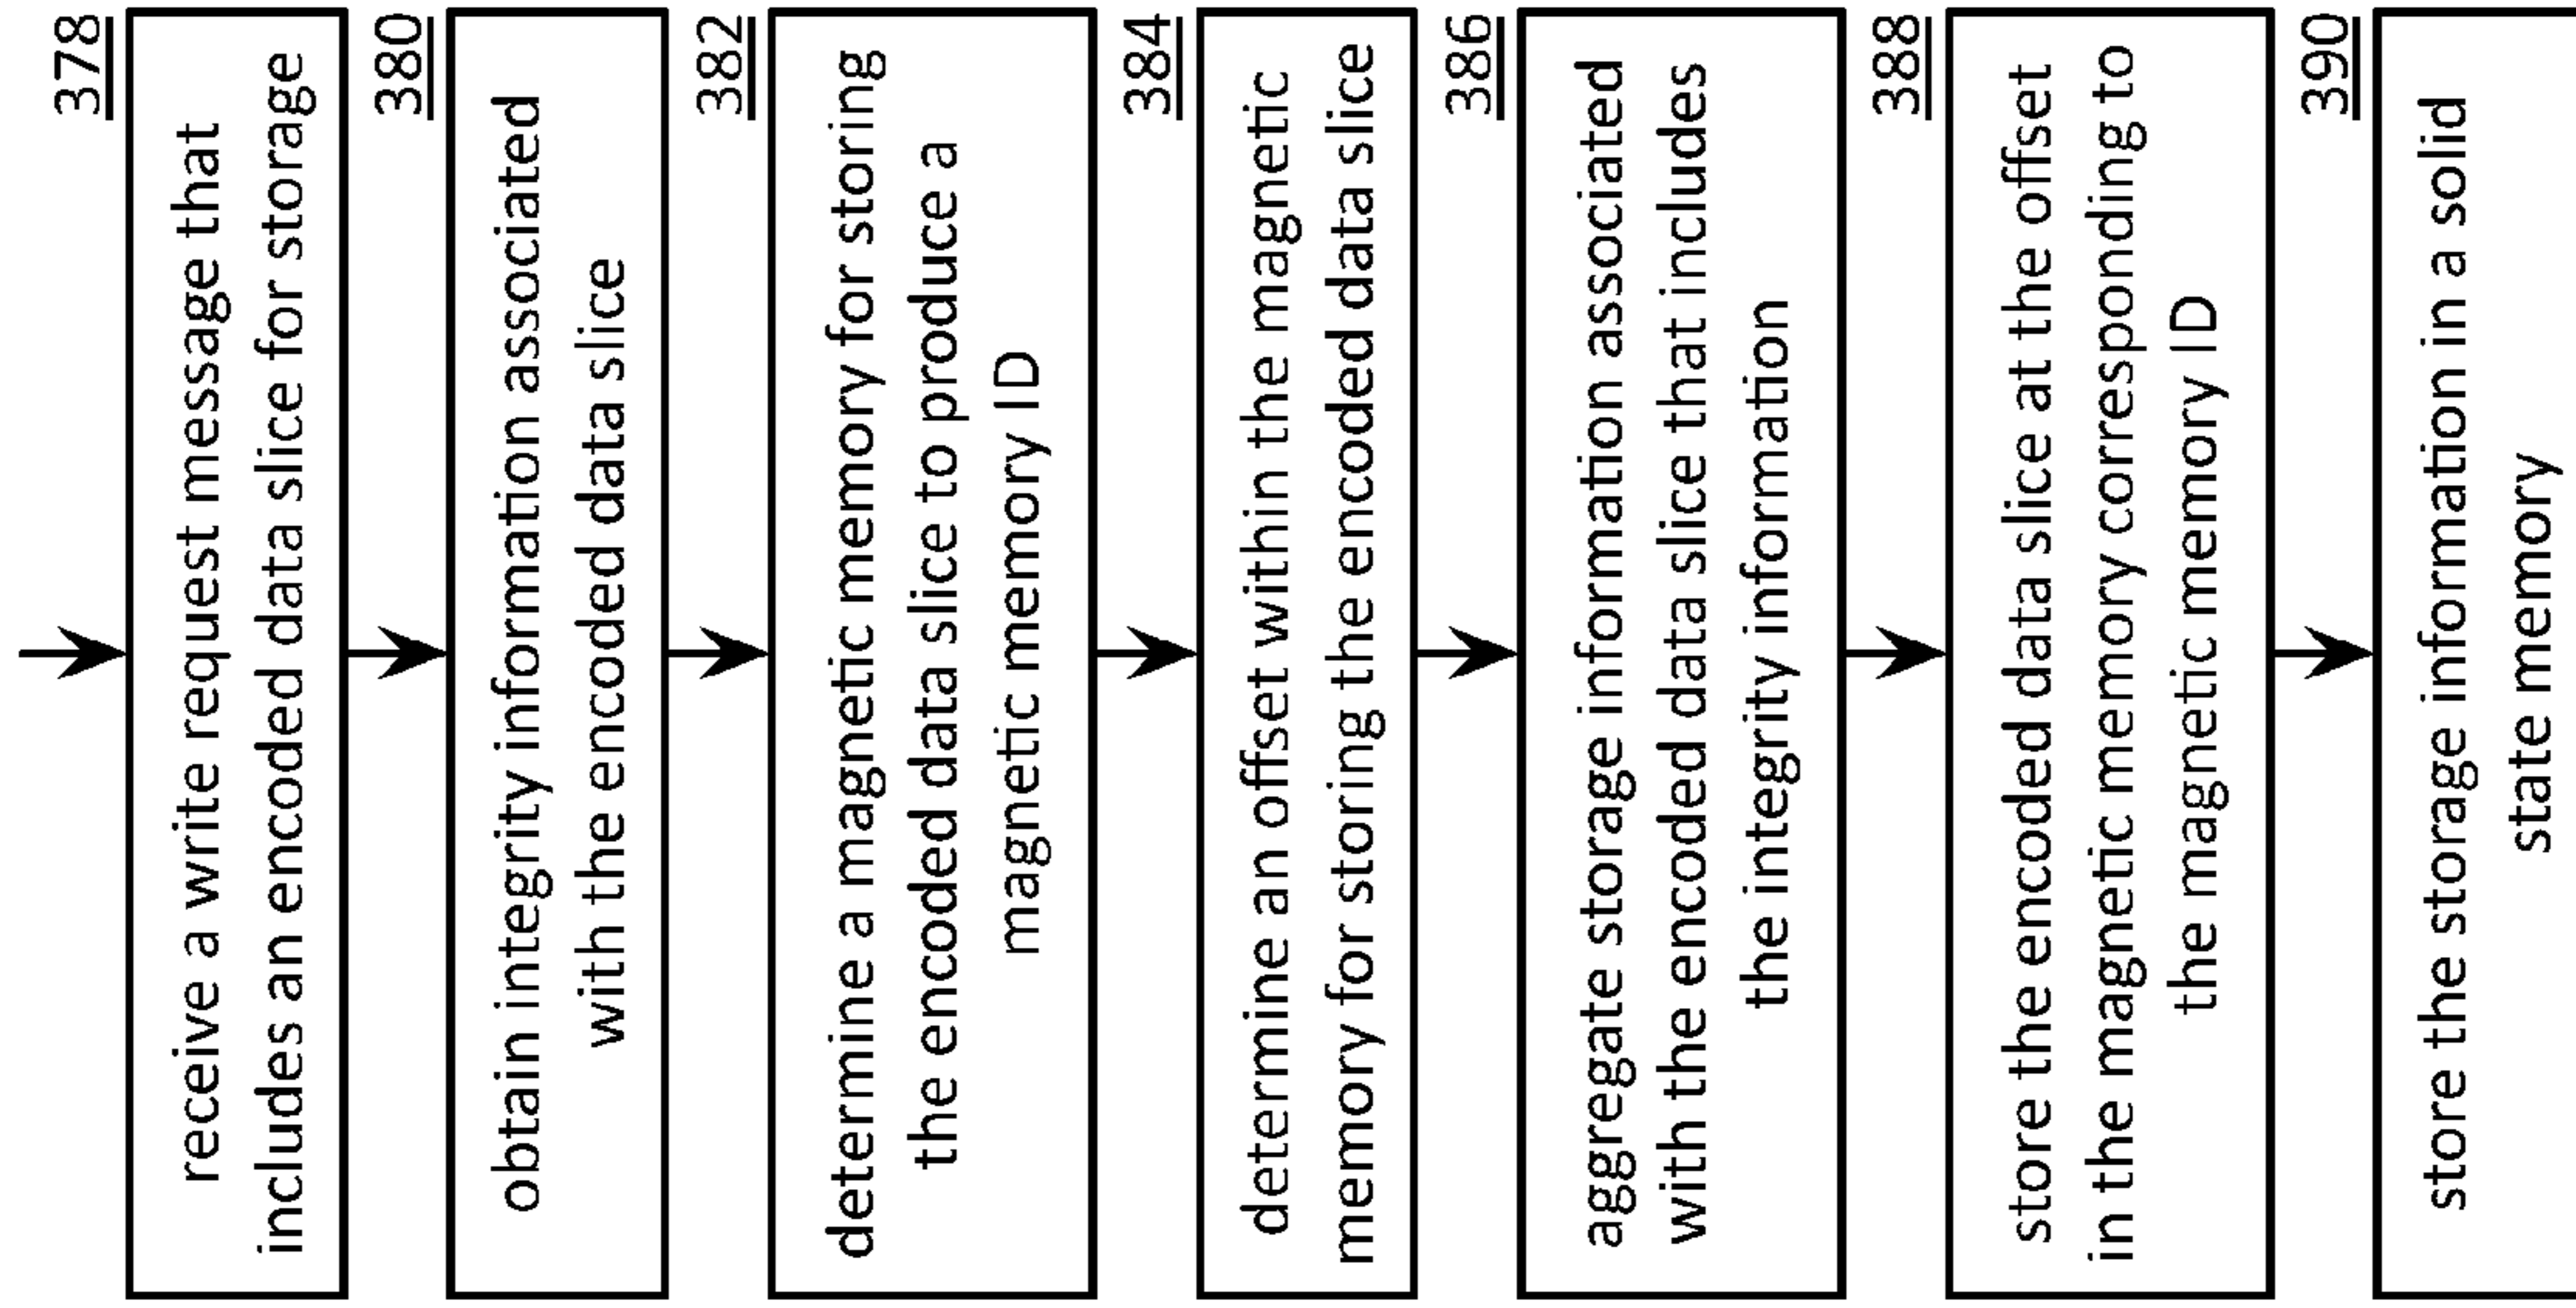 378
receive a write request message that
includes an encoded data slice for storage
380
obtain integrity information associated
with the encoded data slice
382
determine a magnetic memory for storing
the encoded data slice to produce a
magnetic memory ID
384
determine an offset within the magnetic
memory for storing the encoded data slice
386
aggregate storage information associated
with the encoded data slice that includes
the integrity information
388
store the encoded data slice at the offset
in the magnetic memory corresponding to
the magnetic memory ID
390
store the storage information in a solid
state memory